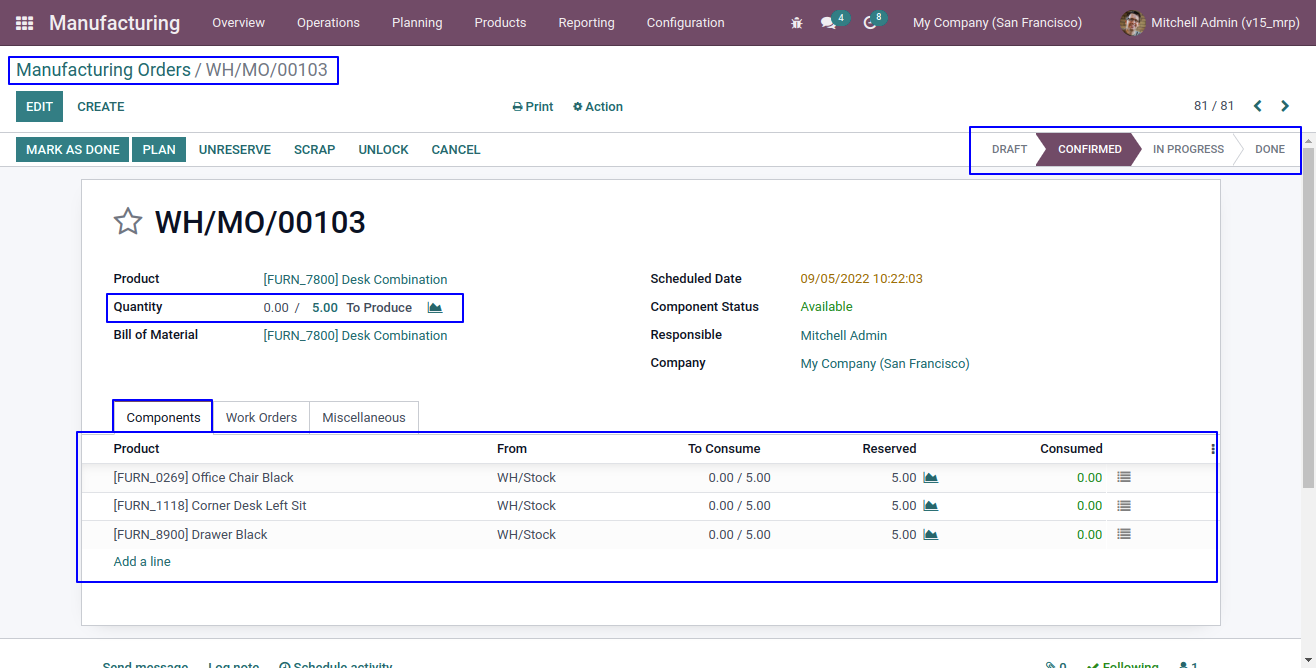 Manufacturing Overview Operations Planning Products Reporting Configuration 4 8 My Company (San Francisco) Mitchell Admin (v15_mrp)
Manufacturing Orders / WH/MO/00103
EDIT CREATE Print Action 81 / 81
MARK AS DONE PLAN UNRESERVE SCRAP UNLOCK CANCEL DRAFT CONFIRMED IN PROGRESS DONE
WH/MO/00103
Product [FURN_7800] Desk Combination Scheduled Date 09/05/2022 10:22:03
Quantity 0.00 / 5.00 To Produce Component Status Available
Bill of Material [FURN_7800] Desk Combination Responsible Mitchell Admin
Company My Company (San Francisco)
Components Work Orders Miscellaneous
Product From To Consume Reserved Consumed
[FURN_0269] Office Chair Black WH/Stock 0.00 / 5.00 5.00 0.00
[FURN_1118] Corner Desk Left Sit WH/Stock 0.00 / 5.00 5.00 0.00
[FURN_8900] Drawer Black WH/Stock 0.00 / 5.00 5.00 0.00
Add a line
Send message Log note Schedule activity 0 Following 1